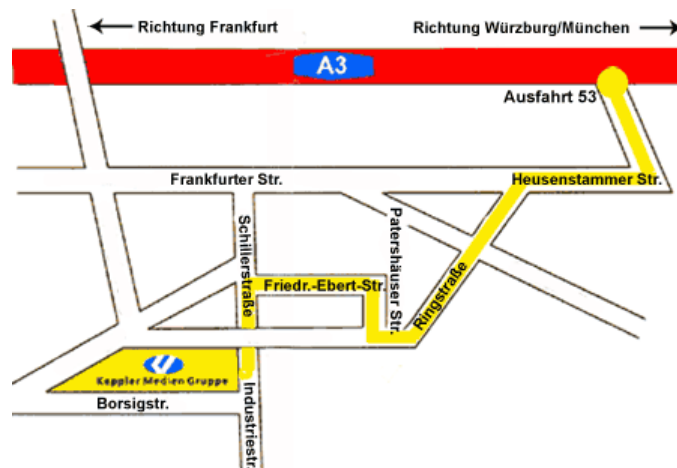 Richtung Frankfurt
Richtung Würzburg/München
A3
Ausfahrt 53
Frankfurter Str.
Heusenstammer Str.
Schillerstraße
Patershäuser Str.
Friedr.-Ebert-Str.
Ringstraße
Keppler Medien Gruppe
Borsigstr.
Industriestr.